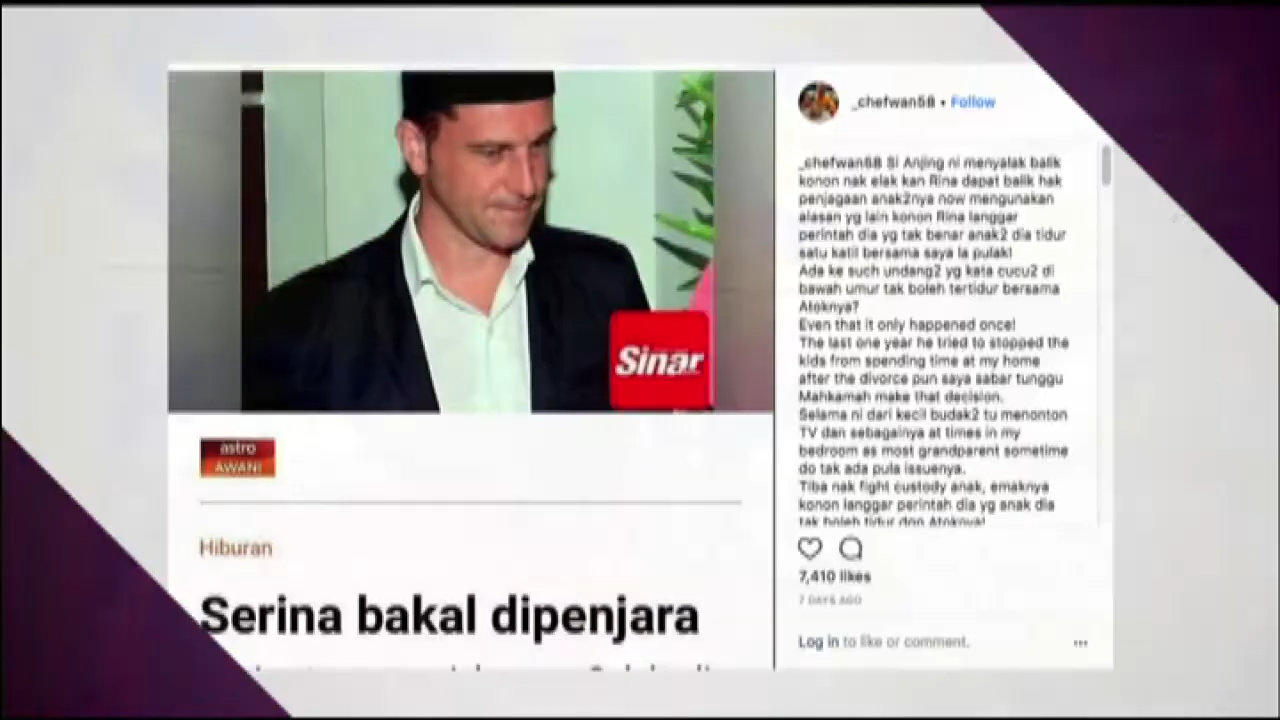 Sinar
astro
AWANI
Hiburan
Serina bakal dipenjara
_chefwan58 • Follow
_chefwan58 Si Anjing ni menyalak balik
konon nak elak kan Rina dapat balik hak
penjagaan anak2nya now mengunakan
alasan yg lain konon Rina langgar
perintah dia yg tak benar anak2 dia tidur
satu katil bersama saya la pulak!
Ada ke such undang2 yg kata cucu2 di
bawah umur tak boleh tertidur bersama
Atoknya?
Even that it only happened once!
The last one year he tried to stopped the
kids from spending time at my home
after the divorce pun saya sabar tunggu
Mahkamah make that decision.
Selama ni dari kecil budak2 tu menonton
TV dan sebagainya at times in my
bedroom as most grandparent sometime
do tak ada pula issuenya.
Tiba nak fight custody anak, emaknya
konon langgar perintah dia yg anak dia
tak boleh tidur dgn Atoknya!
7,410 likes
7 DAYS AGO
Log in to like or comment.